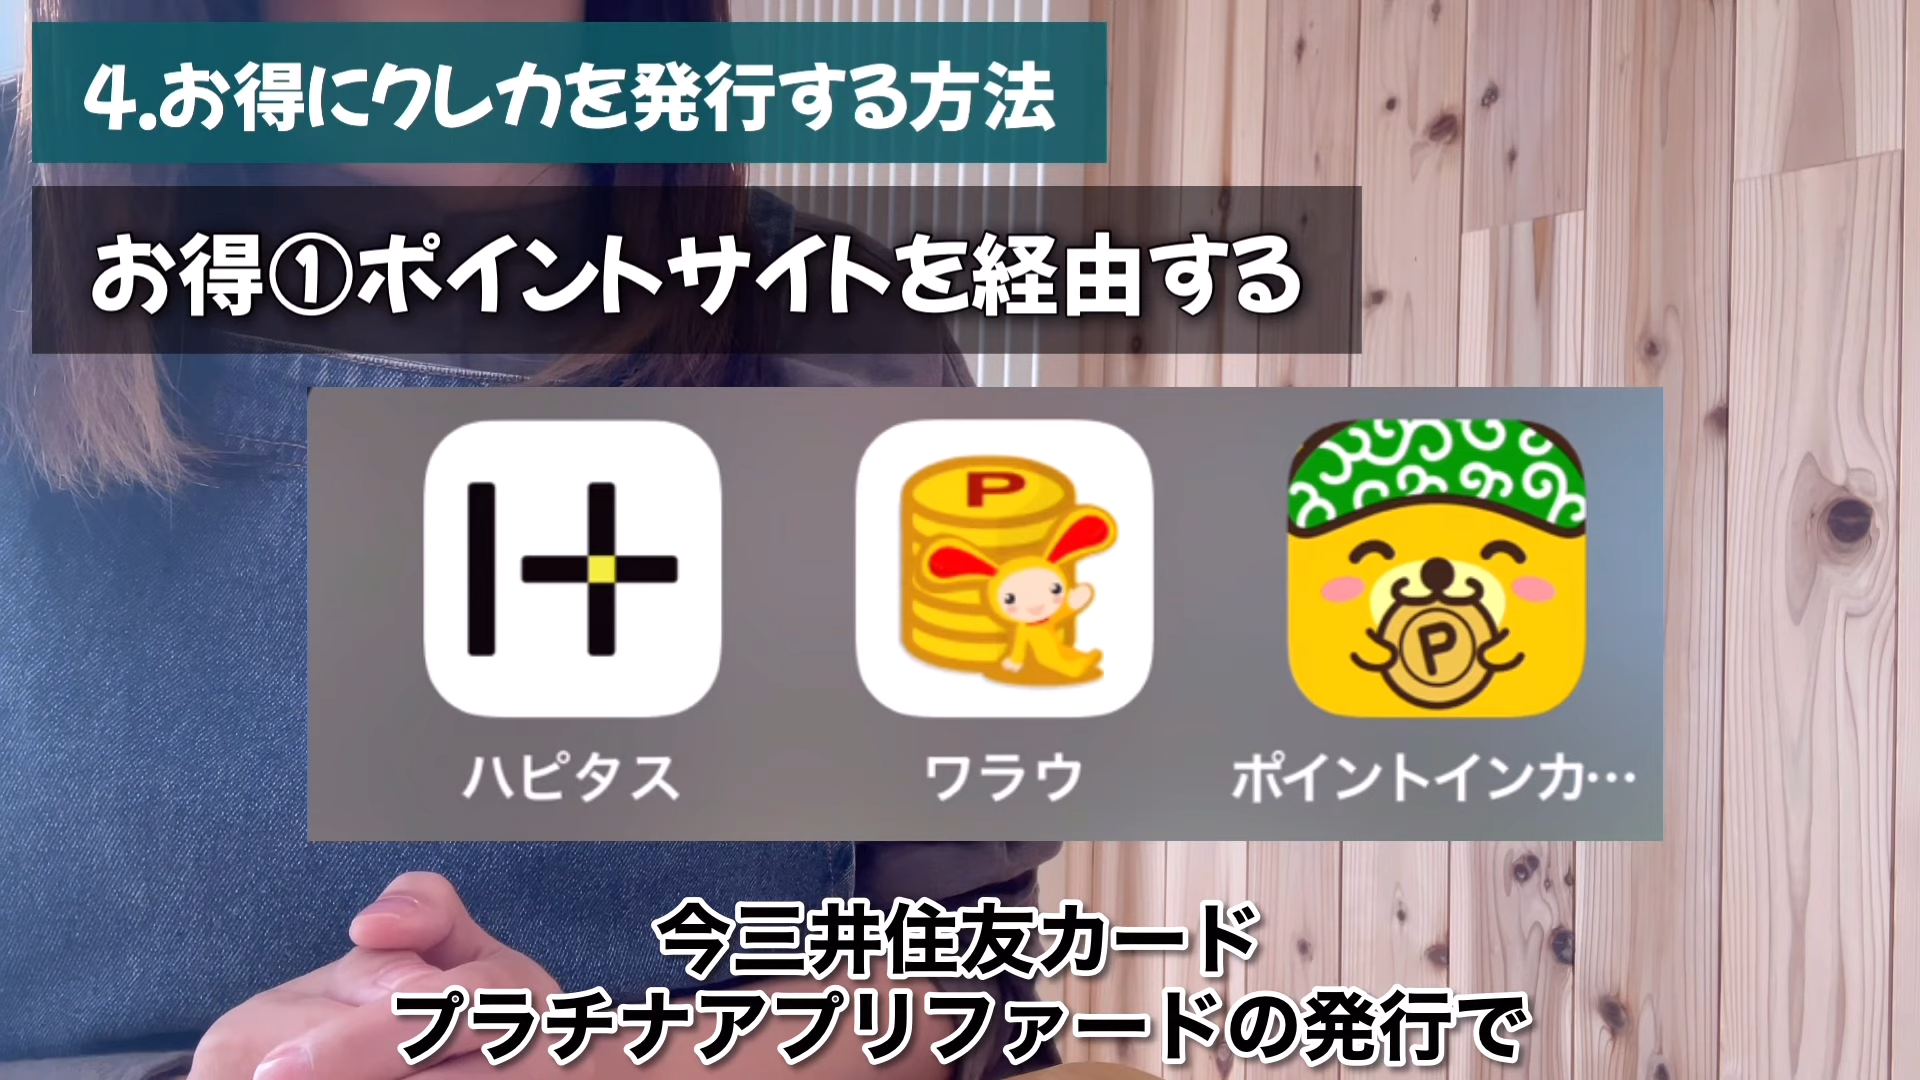 4.お得にクレカを発行する方法
お得①ポイントサイトを経由する
P
P
ハピタス
ワラウ
ポイントインカ…
今三井住友カード
プラチナアプリファードの発行で